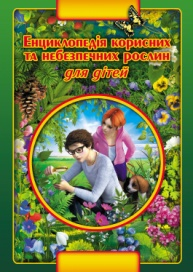 Енциклопедія корисних
та небезпечних рослин
для дітей